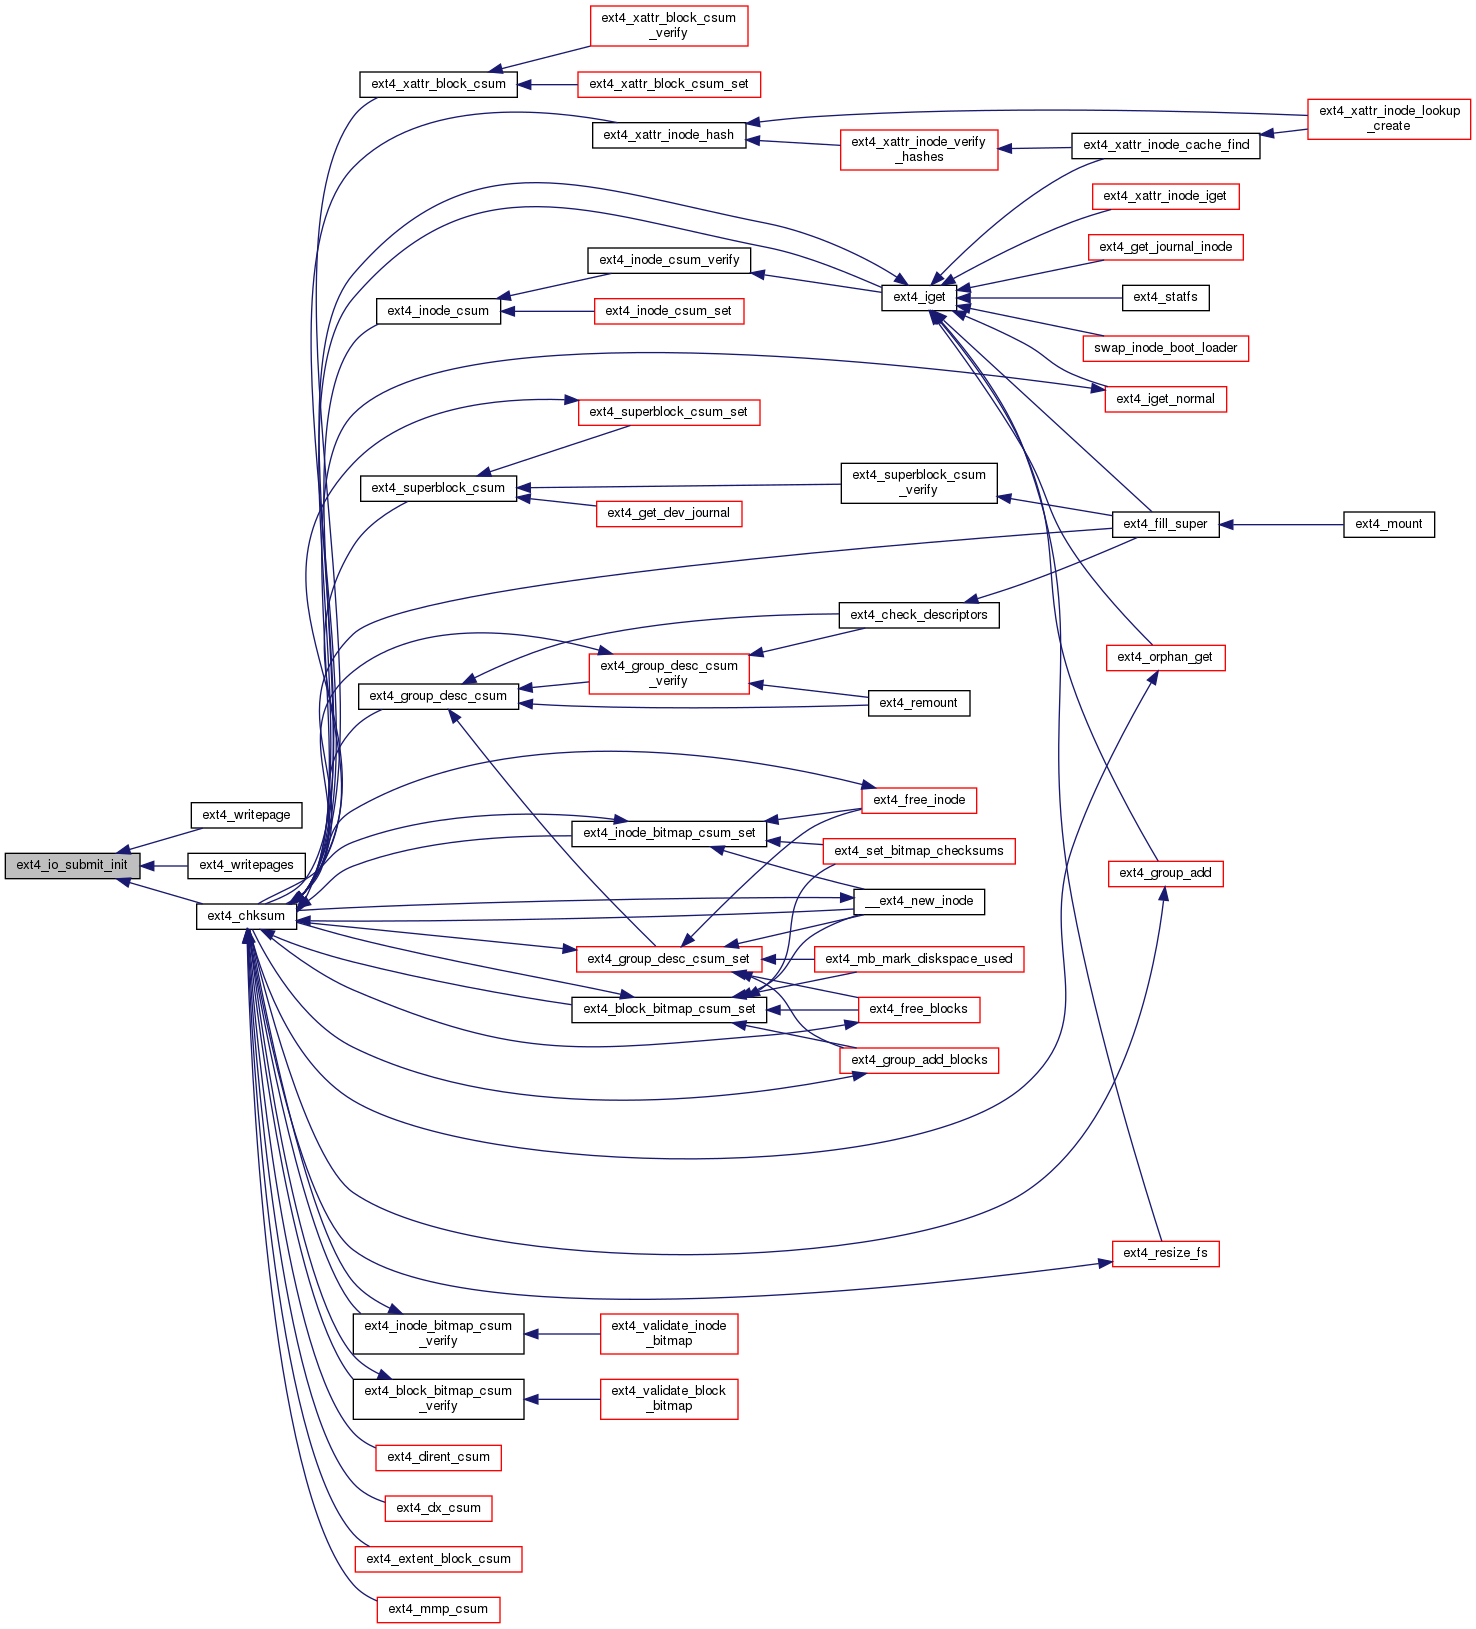 ext4_xattr_block_csum
_verify
ext4_xattr_block_csum
ext4_xattr_block_csum_set
ext4_xattr_inode_lookup
_create
ext4_xattr_inode_hash
ext4_xattr_inode_verify
_hashes
ext4_xattr_inode_cache_find
ext4_xattr_inode_iget
ext4_get_journal_inode
ext4_inode_csum_verify
ext4_iget
ext4_statfs
ext4_inode_csum
ext4_inode_csum_set
swap_inode_boot_loader
ext4_iget_normal
ext4_superblock_csum_set
ext4_superblock_csum
ext4_superblock_csum
_verify
ext4_get_dev_journal
ext4_fill_super
ext4_mount
ext4_check_descriptors
ext4_orphan_get
ext4_group_desc_csum
_verify
ext4_group_desc_csum
ext4_remount
ext4_free_inode
ext4_writepage
ext4_inode_bitmap_csum_set
ext4_set_bitmap_checksums
ext4_io_submit_init
ext4_writepages
ext4_group_add
__ext4_new_inode
ext4_chksum
ext4_group_desc_csum_set
ext4_mb_mark_diskspace_used
ext4_block_bitmap_csum_set
ext4_free_blocks
ext4_group_add_blocks
ext4_resize_fs
ext4_inode_bitmap_csum
_verify
ext4_validate_inode
_bitmap
ext4_block_bitmap_csum
_verify
ext4_validate_block
_bitmap
ext4_dirent_csum
ext4_dx_csum
ext4_extent_block_csum
ext4_mmp_csum